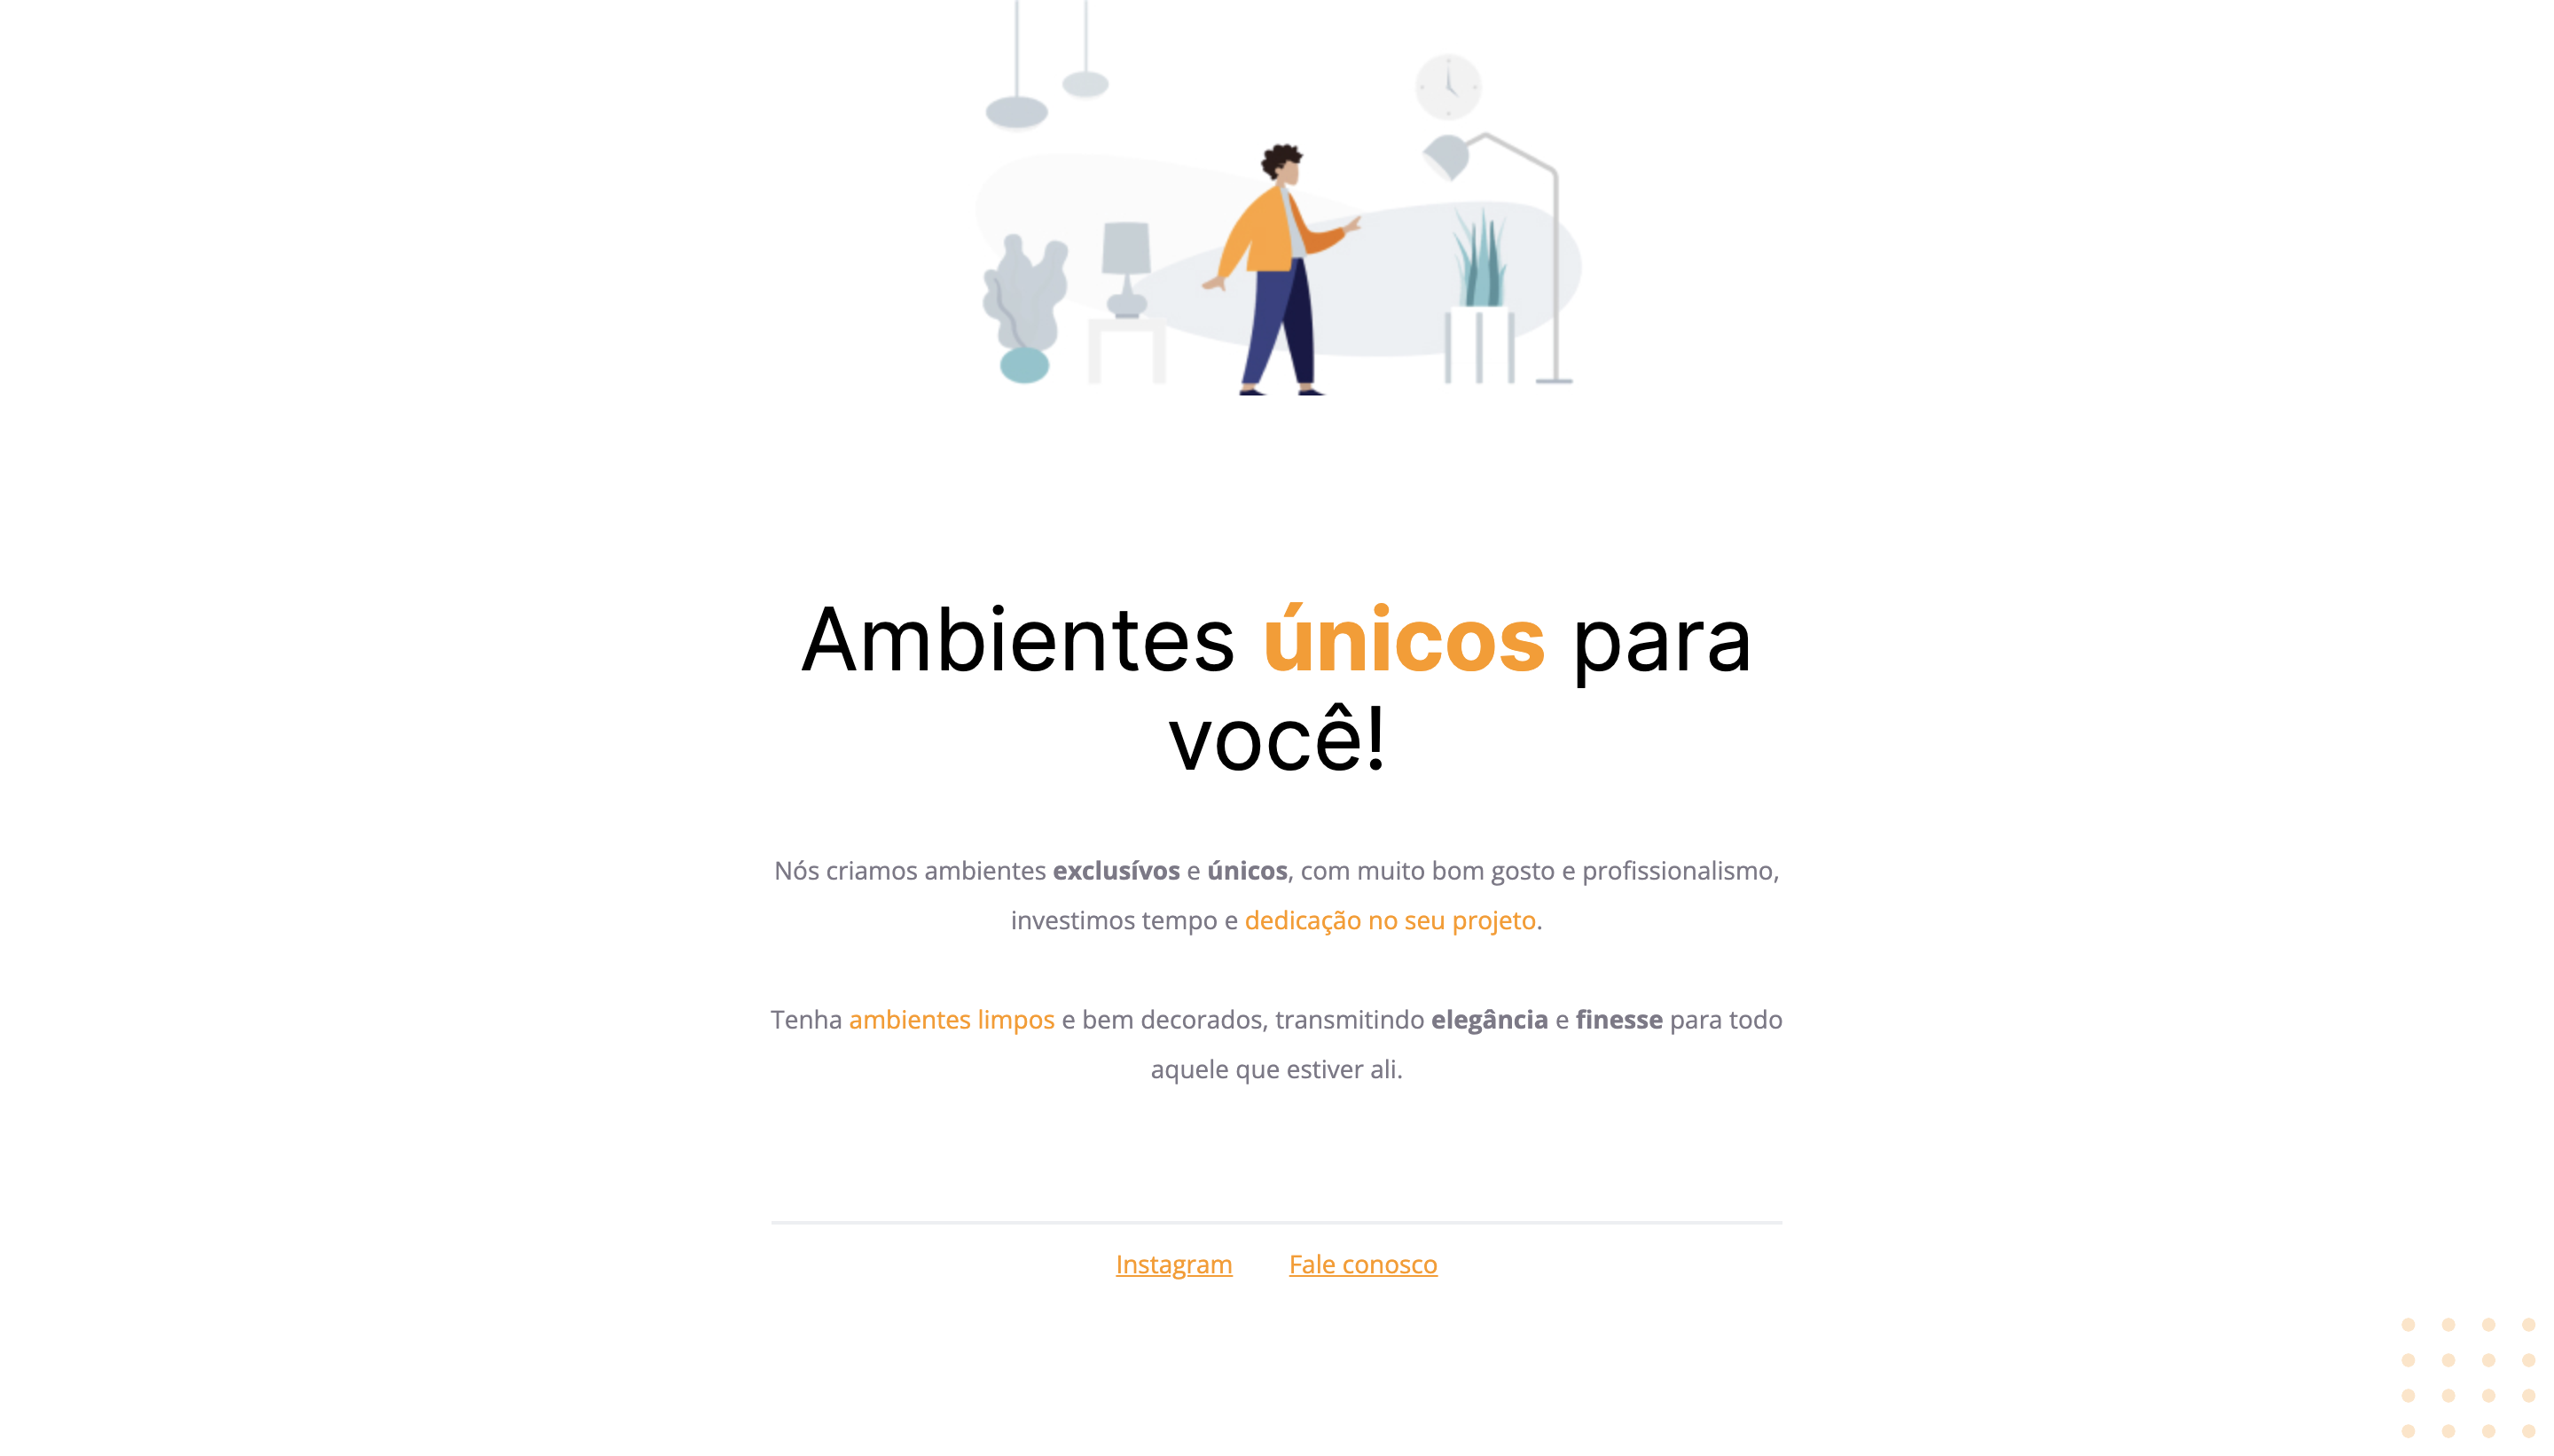 Ambientes únicos para
você!
Nós criamos ambientes exclusívos e únicos, com muito bom gosto e profissionalismo,
investimos tempo e dedicação no seu projeto.
Tenha ambientes limpos e bem decorados, transmitindo elegância e finesse para todo
aquele que estiver ali.
Instagram Fale conosco